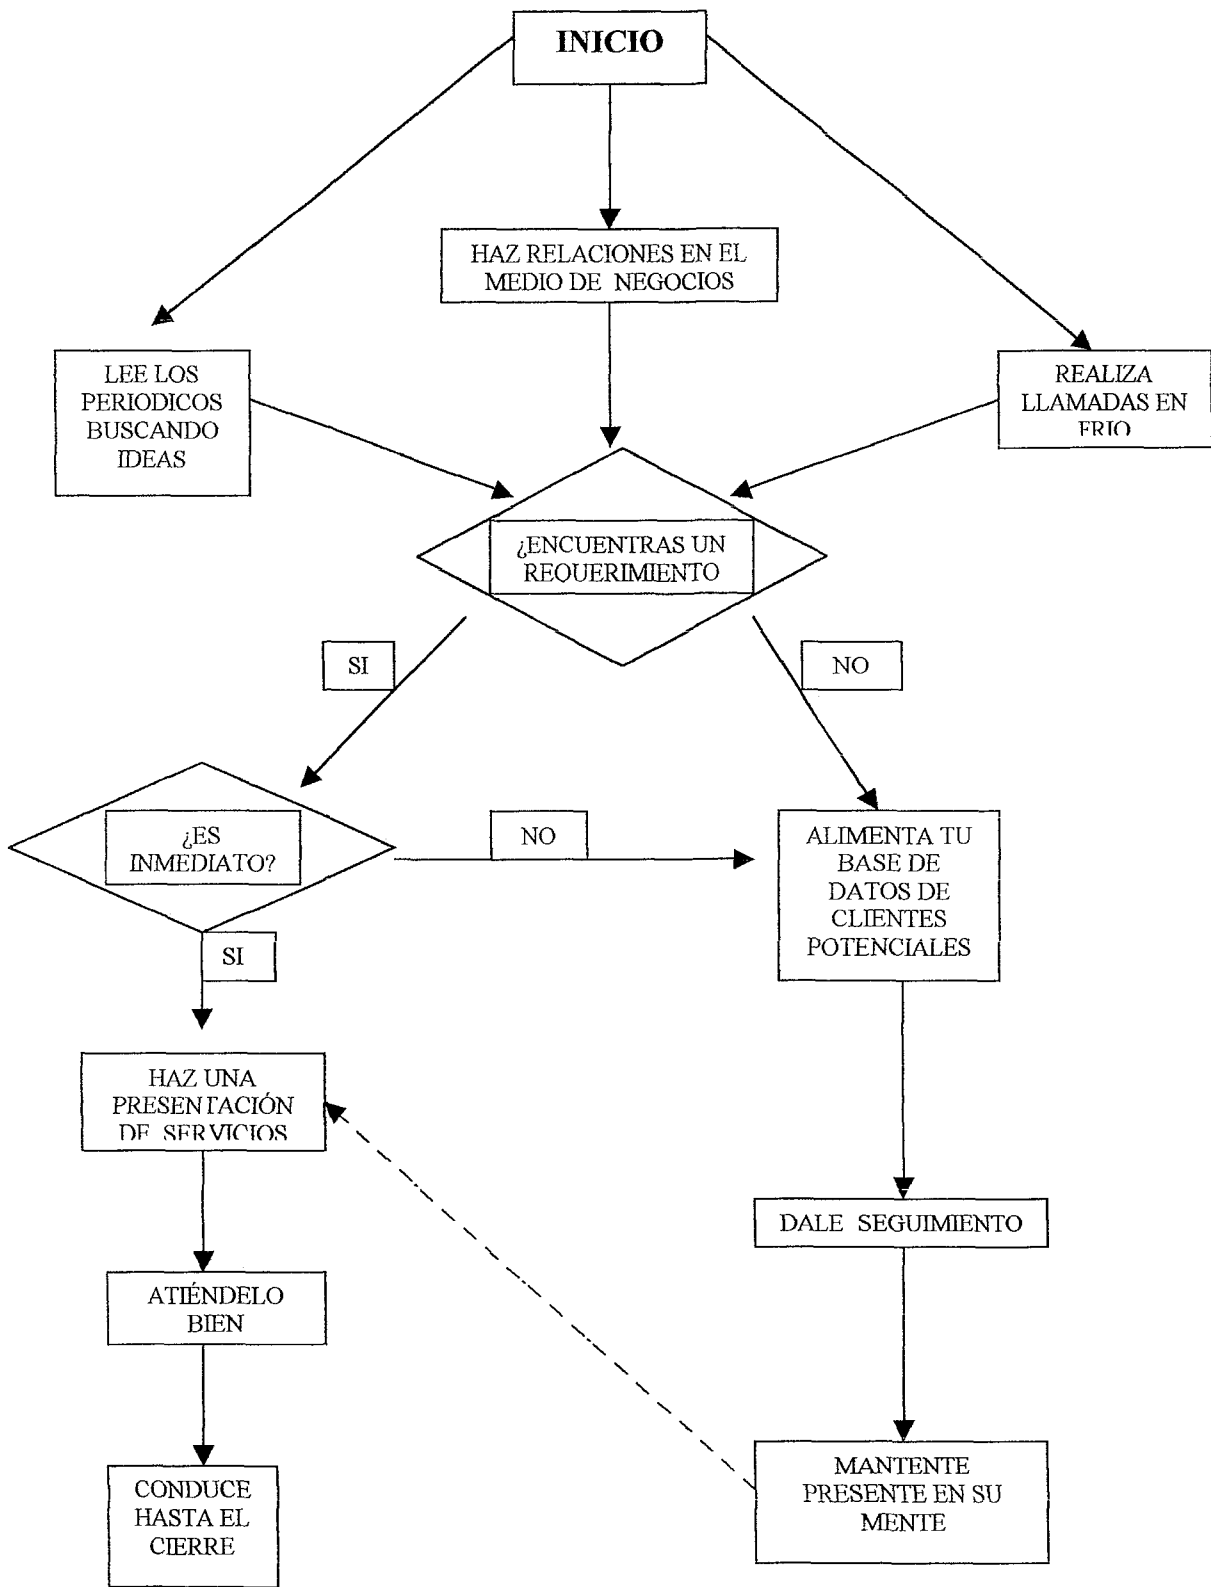 INICIO
HAZ RELACIONES EN EL
MEDIO DE NEGOCIOS
LEE LOS
PERIODICOS
BUSCANDO
IDEAS
REALIZA
LLAMADAS EN
FRIO
¿ENCUENTRAS UN
REQUERIMIENTO
SI
NO
¿ES
INMEDIATO?
NO
ALIMENTA TU
BASE DE
DATOS DE
CLIENTES
POTENCIALES
SI
HAZ UNA
PRESENTACIÓN
DE SERVICIOS
DALE SEGUIMIENTO
ATIÉNDELO
BIEN
MANTENTE
PRESENTE EN SU
MENTE
CONDUCE
HASTA EL
CIERRE